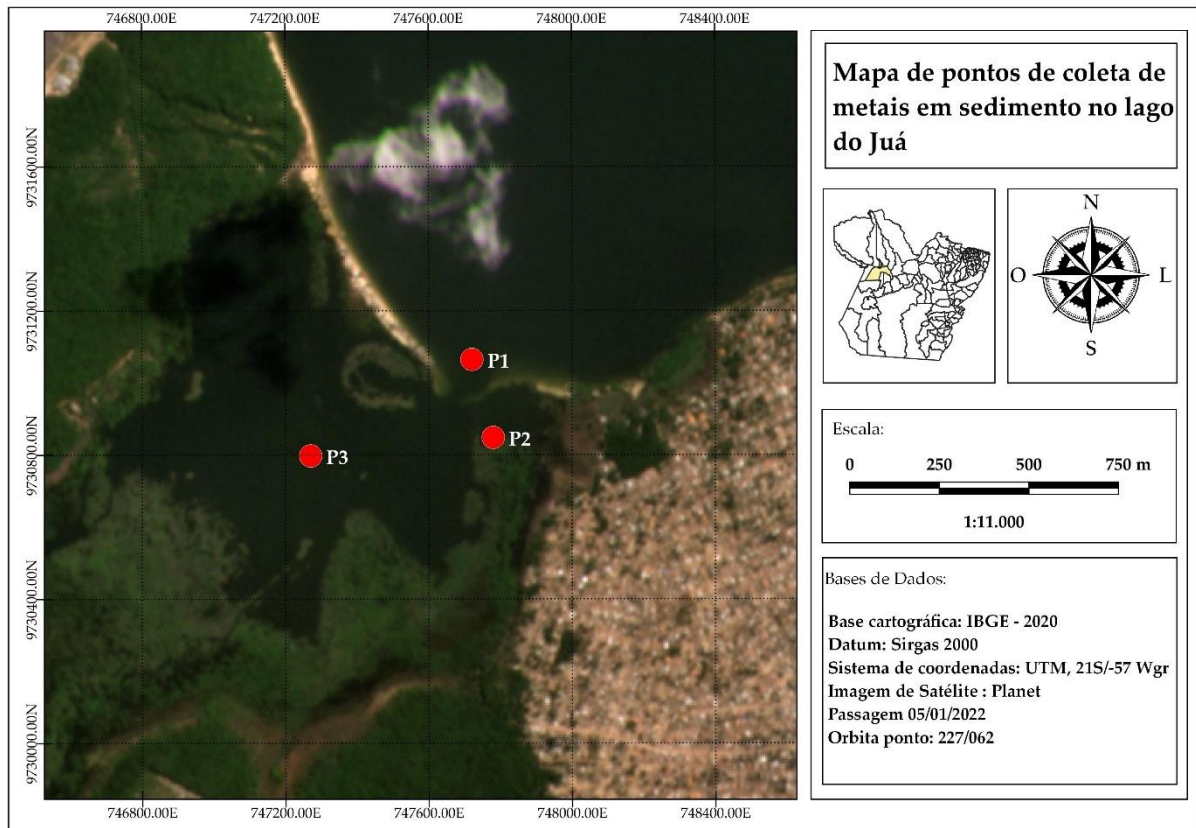 746800.00E 747200.00E 747600.00E 748000.00E 748400.00E
9731600.00N
9731200.00N
9730800.00N
9730400.00N
9730000.00N
P1
P2
P3
746800.00E 747200.00E 747600.00E 748000.00E 748400.00E
Mapa de pontos de coleta de
metais em sedimento no lago
do Juá
N
O L
S
Escala:
0 250 500 750 m
1:11.000
Bases de Dados:
Base cartográfica: IBGE - 2020
Datum: Sirgas 2000
Sistema de coordenadas: UTM, 21S/-57 Wgr
Imagem de Satélite : Planet
Passagem 05/01/2022
Orbita ponto: 227/062